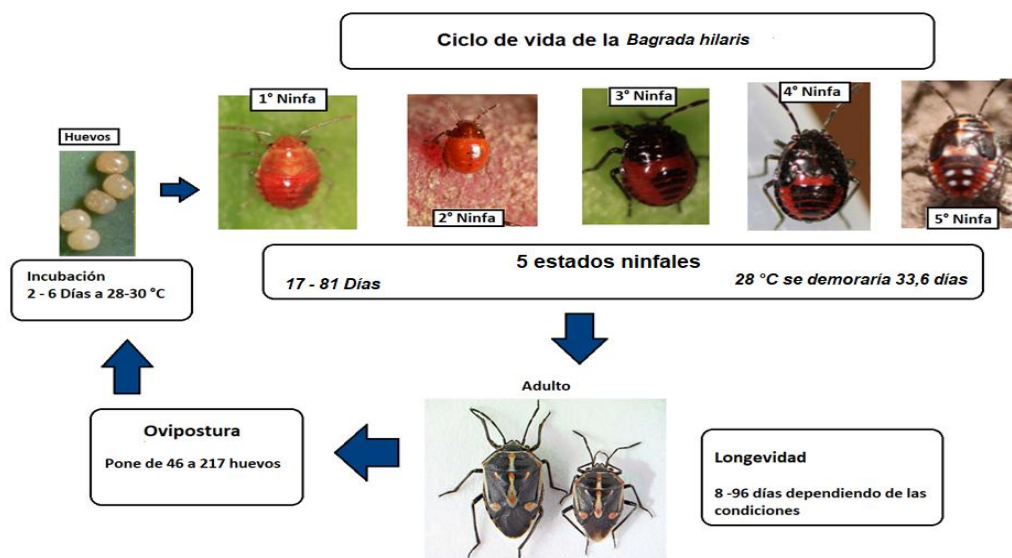 Ciclo de vida de la Bagrada hilaris
Huevos
1° Ninfa
2° Ninfa
3° Ninfa
4° Ninfa
5° Ninfa
Incubación
2 - 6 Días a 28-30 °C
5 estados ninfales
17 - 81 Días
28 °C se demoraría 33,6 días
Adulto
Ovipostura
Pone de 46 a 217 huevos
Longevidad
8 -96 días dependiendo de las
condiciones